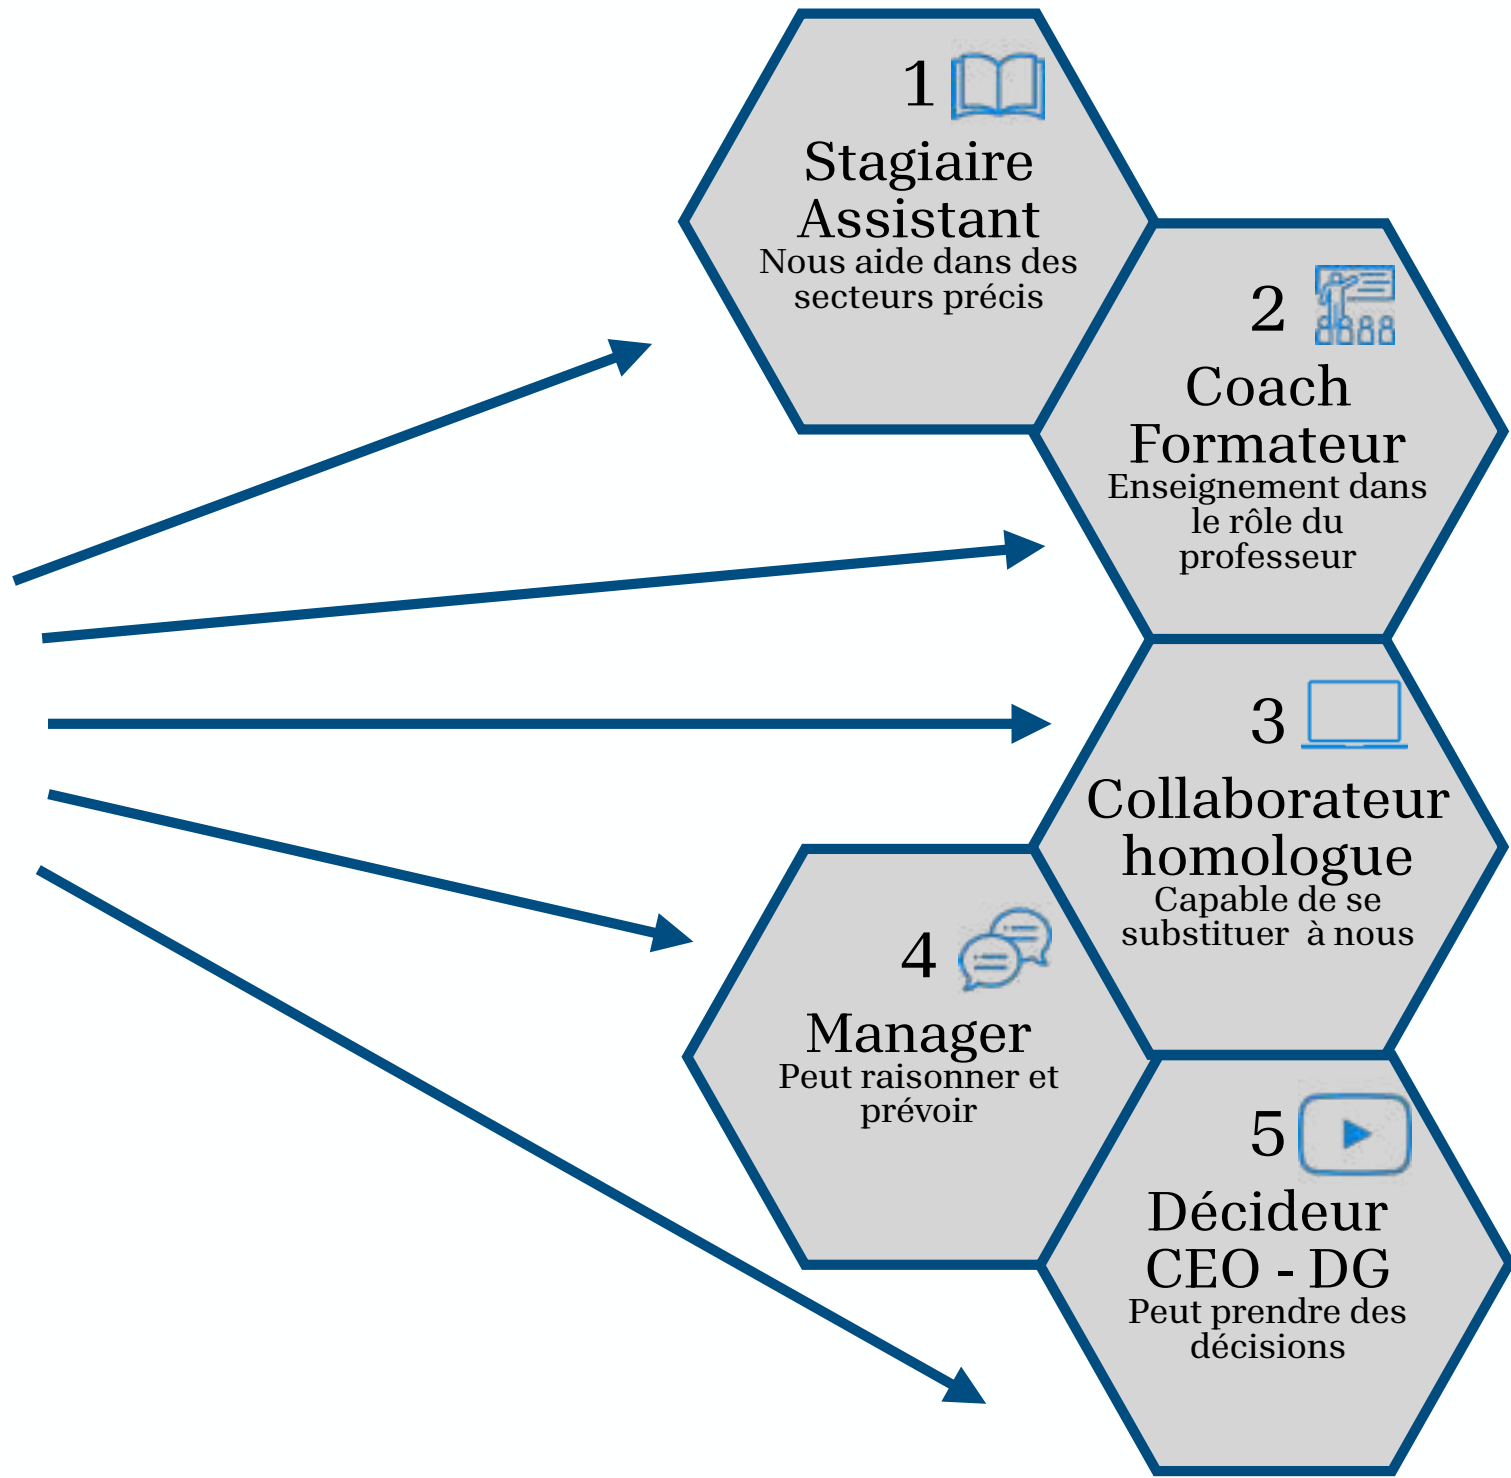 1
Stagiaire
Assistant
Nous aide dans des
secteurs précis
2
Coach
Formateur
Enseignement dans
le rôle du
professeur
3
Collaborateur
homologue
Capable de se
substituer à nous
4
Manager
Peut raisonner et
prévoir
5
Décideur
CEO - DG
Peut prendre des
décisions